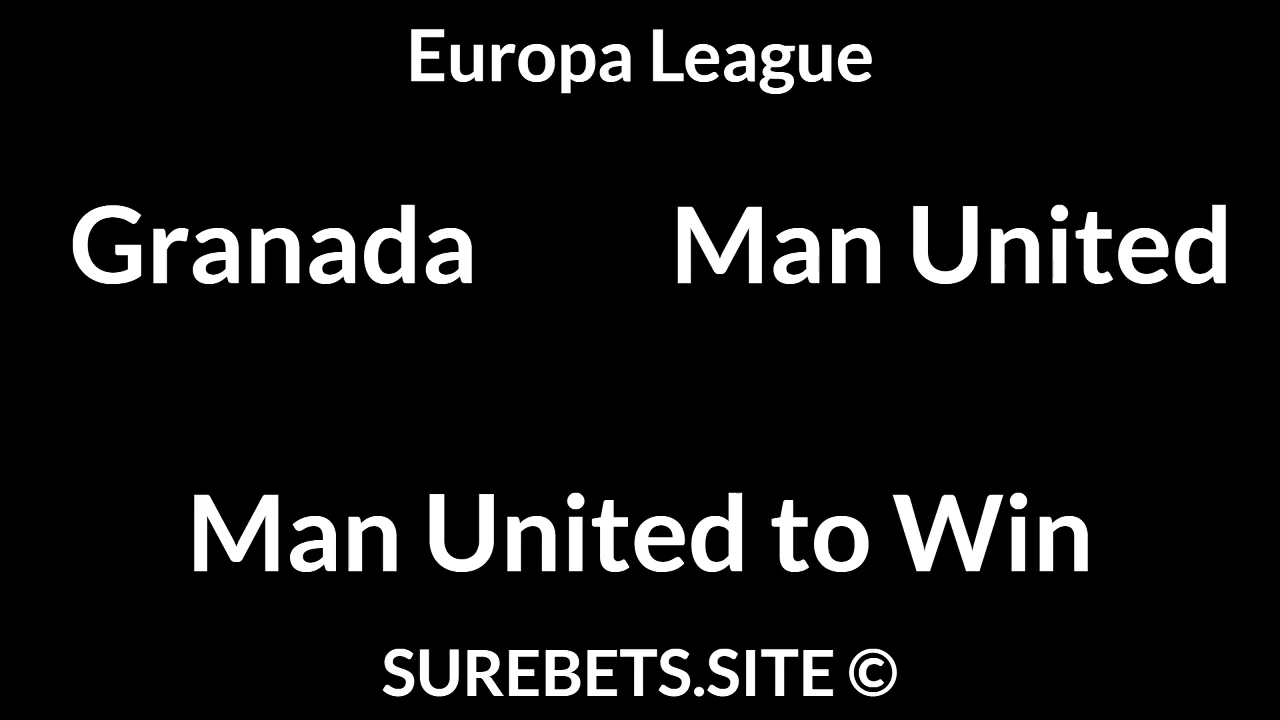 Europa League
Granada Man United
Man United to Win
SUREBETS.SITE ©